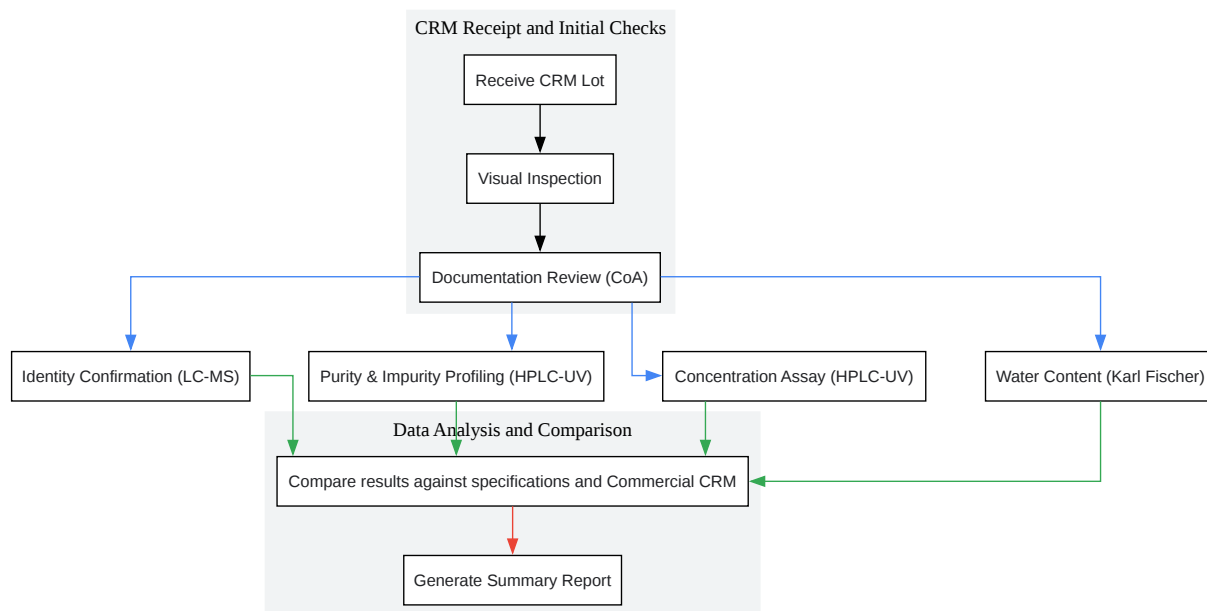 CRM Receipt and Initial Checks
Receive CRM Lot
Visual Inspection
Documentation Review (CoA)
Identity Confirmation (LC-MS)
Purity & Impurity Profiling (HPLC-UV)
Concentration Assay (HPLC-UV)
Water Content (Karl Fischer)
Data Analysis and Comparison
Compare results against specifications and Commercial CRM
Generate Summary Report